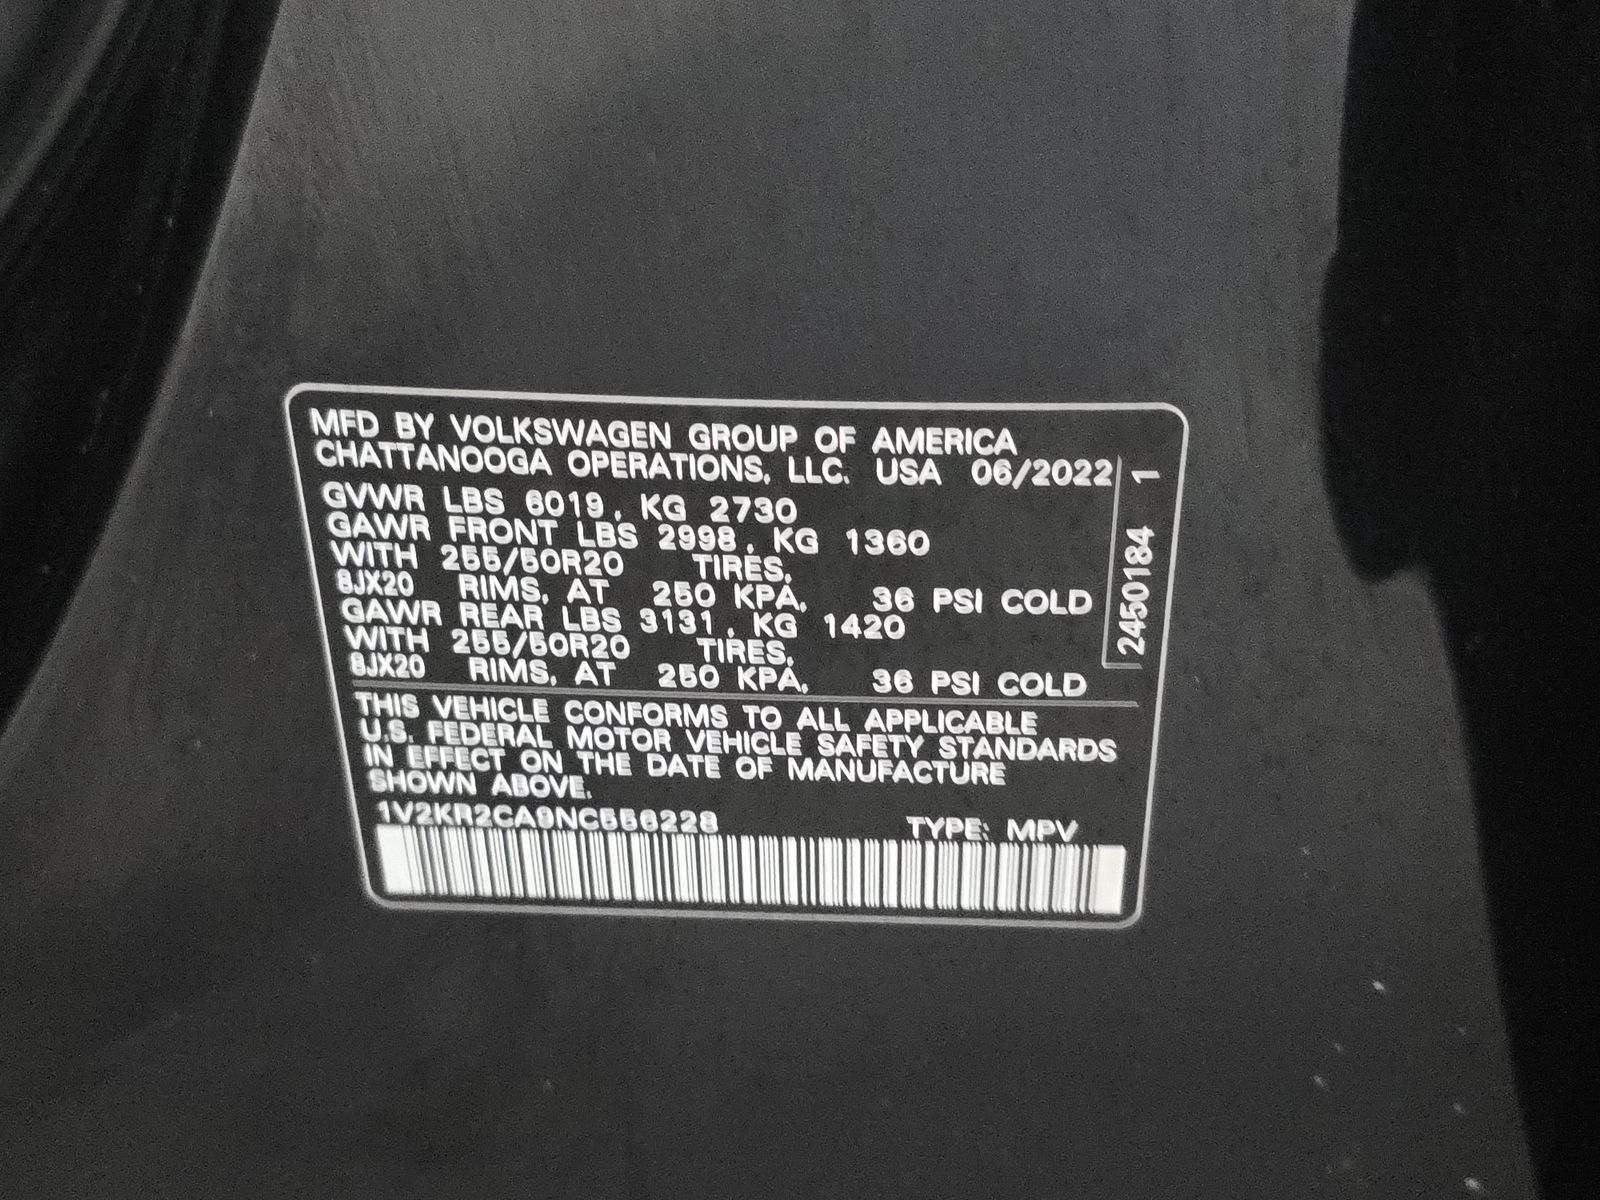 MFD BY VOLKSWAGEN GROUP OF AMERICA
CHATTANOOGA OPERATIONS, LLC. USA 06/2022
GVWR LBS 6019, KG 2730
GAWR FRONT LBS 2998, KG 1360
WITH 255/50R20 TIRES,
8JX20 RIMS, AT 250 KPA, 36 PSI COLD
GAWR REAR LBS 3131, KG 1420
WITH 255/50R20 TIRES,
8JX20 RIMS, AT 250 KPA, 36 PSI COLD
THIS VEHICLE CONFORMS TO ALL APPLICABLE
U.S. FEDERAL MOTOR VEHICLE SAFETY STANDARDS
IN EFFECT ON THE DATE OF MANUFACTURE
SHOWN ABOVE.
1V2KR2CA9NC556228 TYPE: MPV
2450184 1